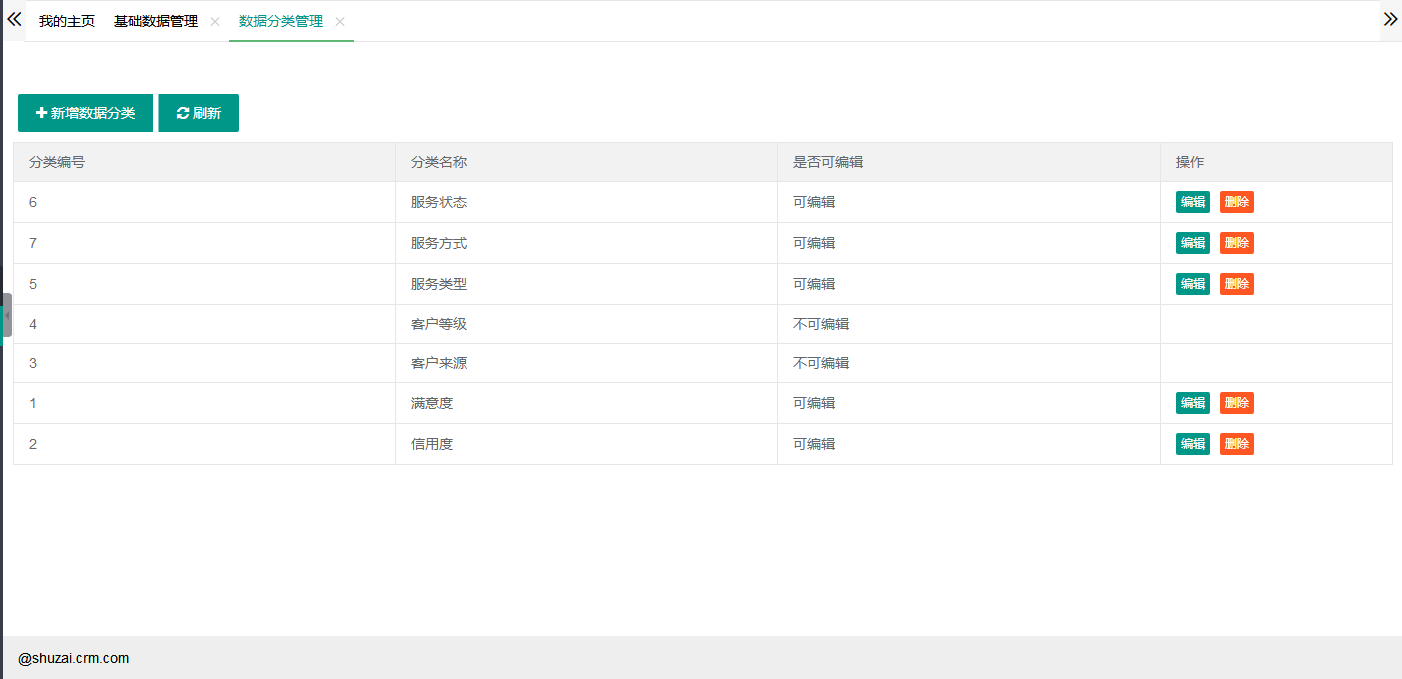 我的主页 基础数据管理 数据分类管理
新增数据分类 刷新
分类编号 分类名称 是否可编辑 操作
6 服务状态 可编辑 编辑 删除
7 服务方式 可编辑 编辑 删除
5 服务类型 可编辑 编辑 删除
4 客户等级 不可编辑
3 客户来源 不可编辑
1 满意度 可编辑 编辑 删除
2 信用度 可编辑 编辑 删除
@shuzai.crm.com